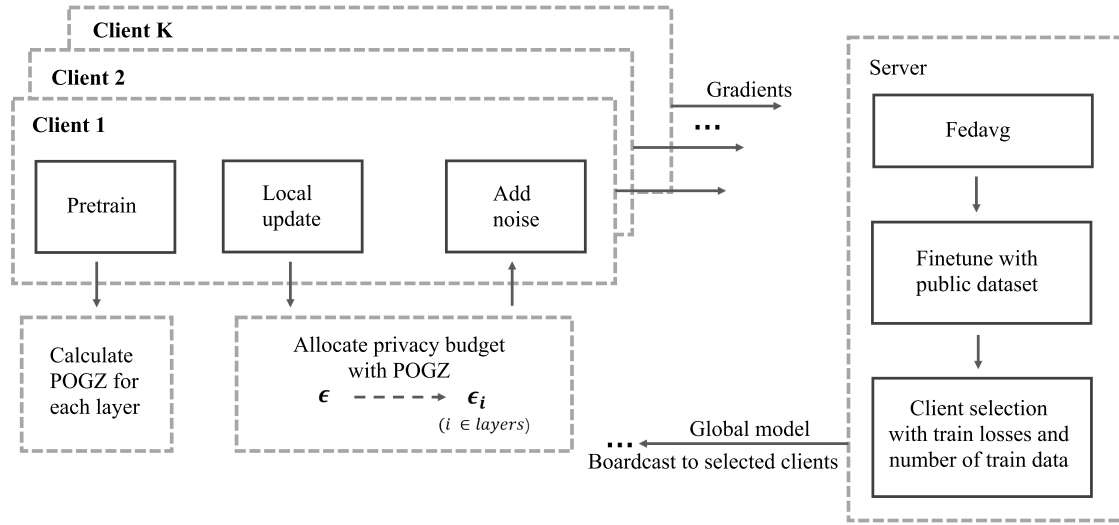 Client K
Client 2
Client 1
Pretrain
Local
update
Add
noise
Calculate
POGZ for
each layer
Allocate privacy budget
with POGZ
ϵ
ϵᵢ
(i ∈ layers)
Gradients
...
Server
Fedavg
Finetune with
public dataset
Client selection
with train losses and
number of train data
Global model
...
Boardcast to selected clients